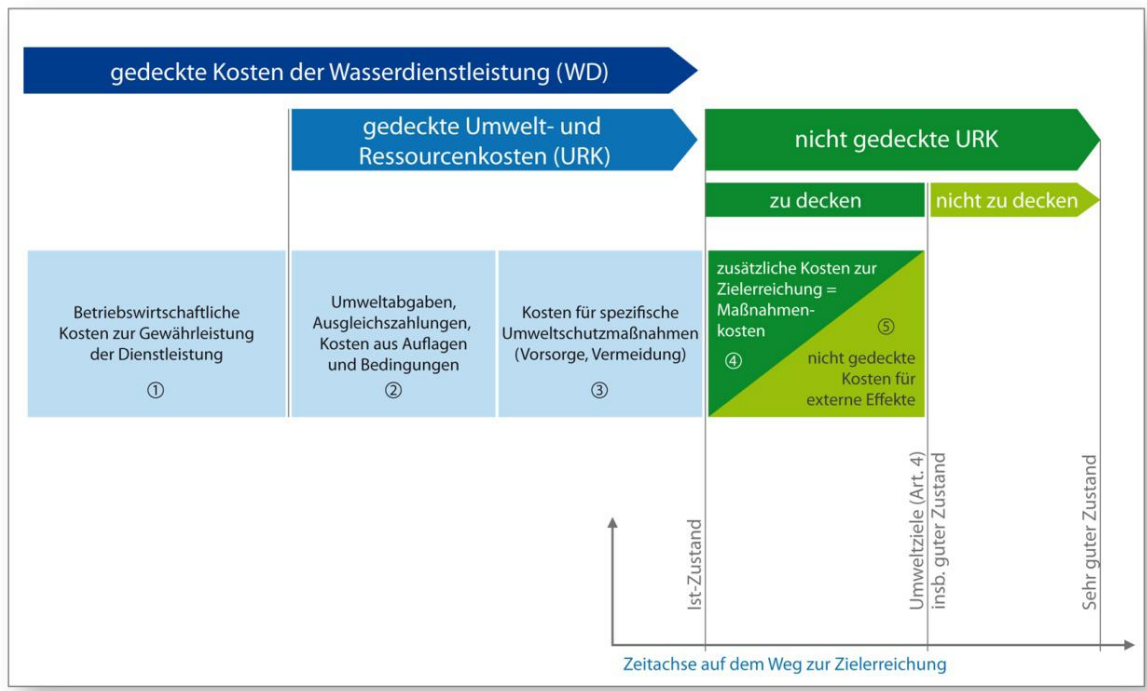 gedeckte Kosten der Wasserdienstleistung (WD)
gedeckte Umwelt- und
Ressourcenkosten (URK)
nicht gedeckte URK
zu decken
nicht zu decken
Betriebswirtschaftliche
Kosten zur Gewährleistung
der Dienstleistung
①
Umweltabgaben,
Ausgleichszahlungen,
Kosten aus Auflagen
und Bedingungen
②
Kosten für spezifische
Umweltschutzmaßnahmen
(Vorsorge, Vermeidung)
③
zusätzliche Kosten zur
Zielerreichung =
Maßnahmen-
kosten
④
⑤
nicht gedeckte
Kosten für
externe Effekte
Ist-Zustand
Umweltziele (Art. 4)
insb. guter Zustand
Sehr guter Zustand
Zeitachse auf dem Weg zur Zielerreichung